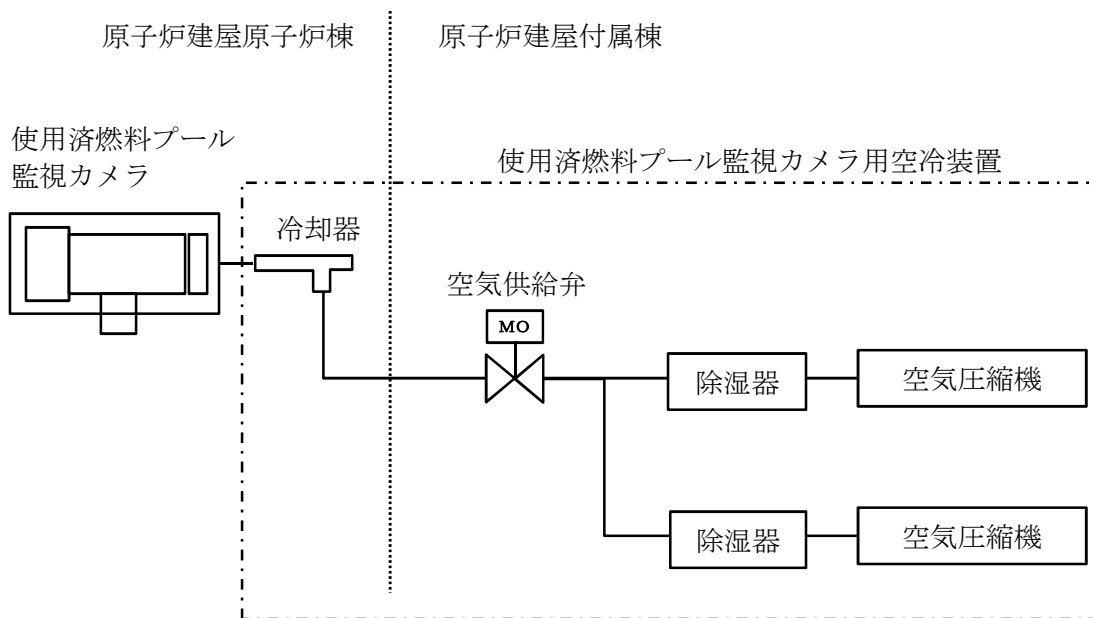 原子炉建屋原子炉棟
原子炉建屋付属棟
使用済燃料プール
監視カメラ
使用済燃料プール監視カメラ用空冷装置
冷却器
空気供給弁
MO
除湿器
空気圧縮機
除湿器
空気圧縮機